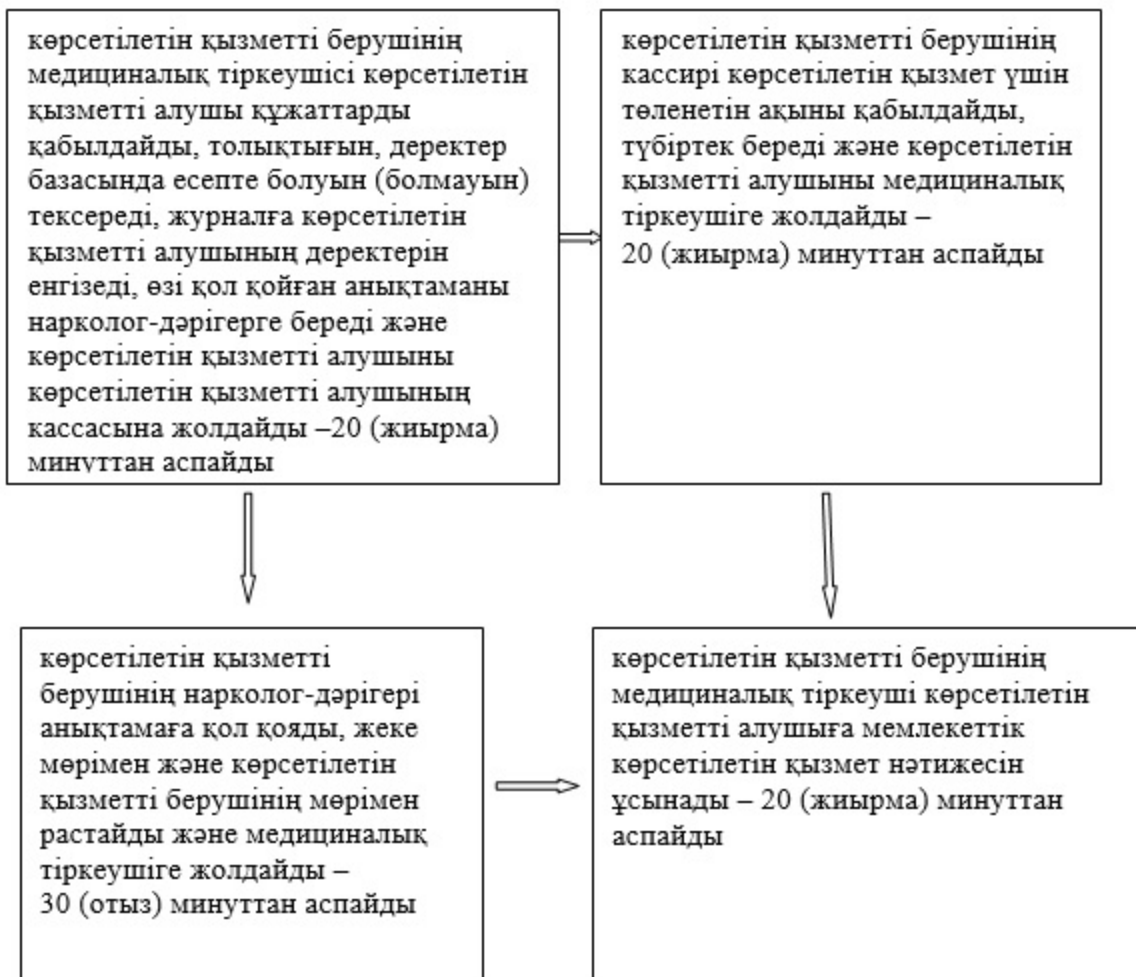 көрсетілетін қызметті берушінің
медициналық тіркеушісі көрсетілетін
қызметті алушы құжаттарды
қабылдайды, толықтығын, деректер
базасында есепте болуын (болмауын)
тексереді, журналға көрсетілетін
қызметті алушының деректерін
енгізеді, өзі қол қойған анықтаманы
нарколог-дәрігерге береді және
көрсетілетін қызметті алушыны
көрсетілетін қызметті алушының
кассасына жолдайды –20 (жиырма)
минуттан аспайды
көрсетілетін қызметті берушінің
кассирі көрсетілетін қызмет үшін
төленетін ақыны қабылдайды,
түбіртек береді және көрсетілетін
қызметті алушыны медициналық
тіркеушіге жолдайды –
20 (жиырма) минуттан аспайды
көрсетілетін қызметті
берушінің нарколог-дәрігері
анықтамаға қол қояды, жеке
мөрімен және көрсетілетін
қызметті берушінің мөрімен
растайды және медициналық
тіркеушіге жолдайды –
30 (отыз) минуттан аспайды
көрсетілетін қызметті берушінің
медициналық тіркеуші көрсетілетін
қызметті алушыға мемлекеттік
көрсетілетін қызмет нәтижесін
ұсынады – 20 (жиырма) минуттан
аспайды